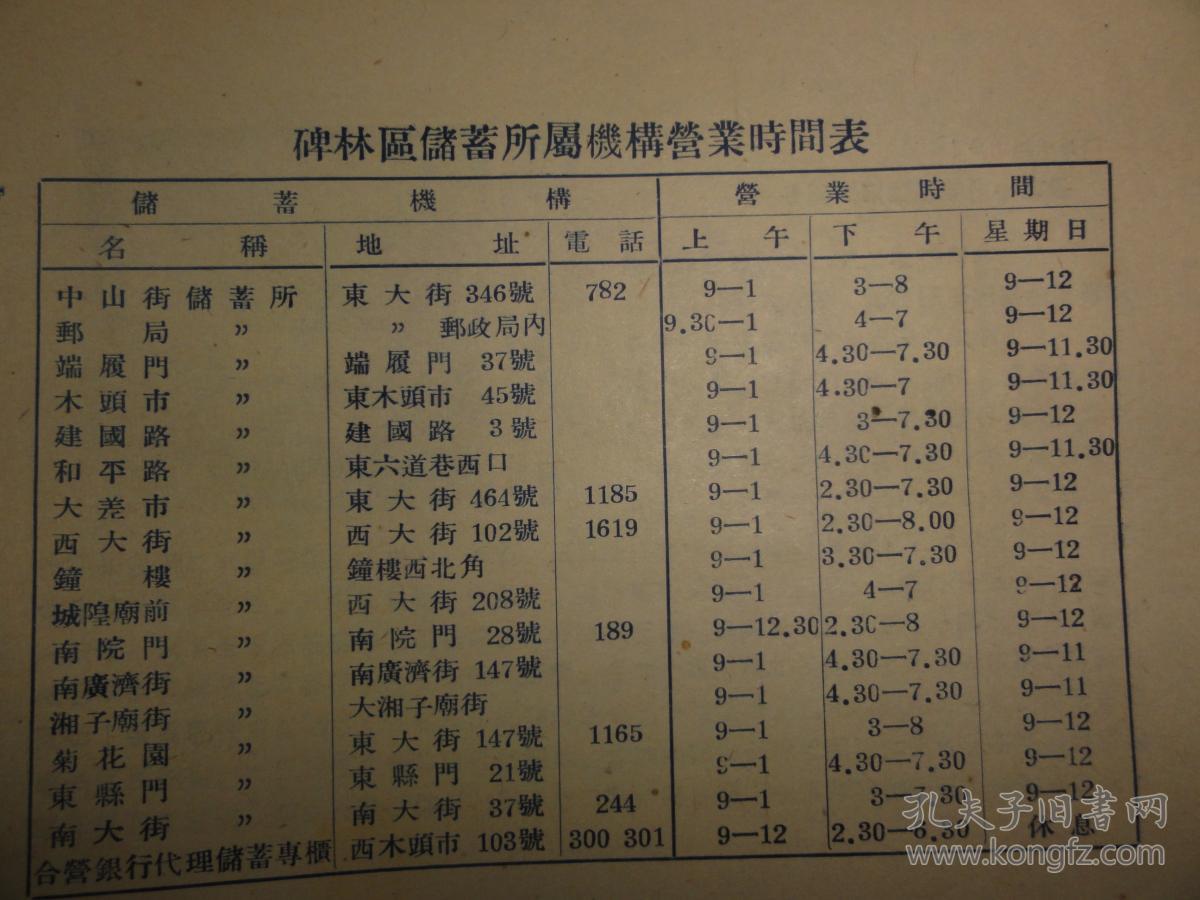 碑林區儲蓄所屬機構營業時間表
儲蓄機構 營業時間
名稱 地址 電話 上午 下午 星期日
中山街儲蓄所 東大街346號 782 9—1 3—8 9—12
郵局 〃 〃 郵政局內 9.30—1 4—7 9—12
端履門 〃 端履門37號 9—1 4.30—7.30 9—11.30
木頭市 〃 東木頭市45號 9—1 4.30—7 9—11.30
建國路 〃 建國路3號 9—1 3—7.30 9—12
和平路 〃 東六道巷西口 9—1 4.30—7.30 9—11.30
大差市 〃 東大街464號 1185 9—1 2.30—7.30 9—12
西大街 〃 西大街102號 1619 9—1 2.30—8.00 9—12
鐘樓 〃 鐘樓西北角 9—1 3.30—7.30 9—12
城隍廟前 〃 西大街208號 9—1 4—7 9—12
南院門 〃 南院門28號 189 9—12.30 2.30—8 9—12
南廣濟街 〃 南廣濟街147號 9—1 4.30—7.30 9—11
湘子廟街 〃 大湘子廟街 9—1 4.30—7.30 9—11
菊花園 〃 東大街147號 1165 9—1 3—8 9—12
東縣門 〃 東縣門21號 9—1 4.30—7.30 9—12
南大街 〃 南大街37號 244 9—1 3—7.30 9—12
合營銀行代理儲蓄專櫃 西木頭市103號 300 301 9—12 2.30—6.30 休息
孔夫子旧書网
www.kongfz.com